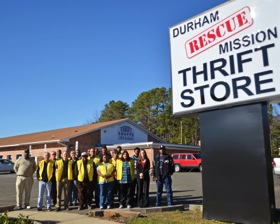 DURHAM
RESCUE
MISSION
THRIFT
STORE